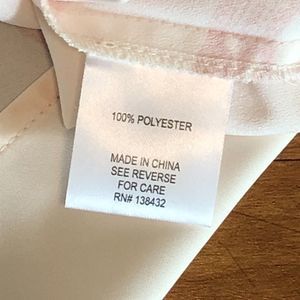 100% POLYESTER
MADE IN CHINA
SEE REVERSE
FOR CARE
RN# 138432